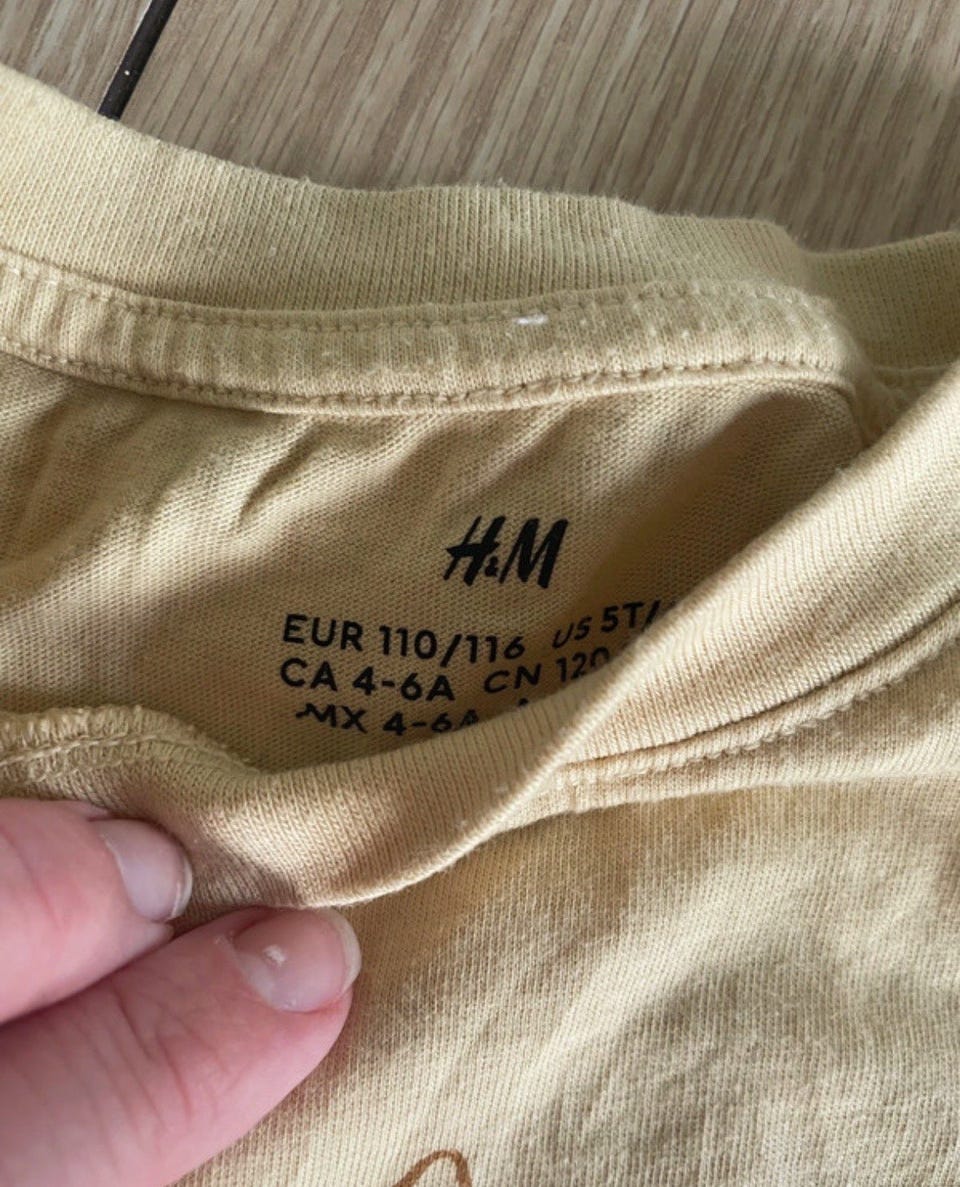 H&M
EUR 110/116 US 5T/
CA 4-6A CN 120
MX 4-6A